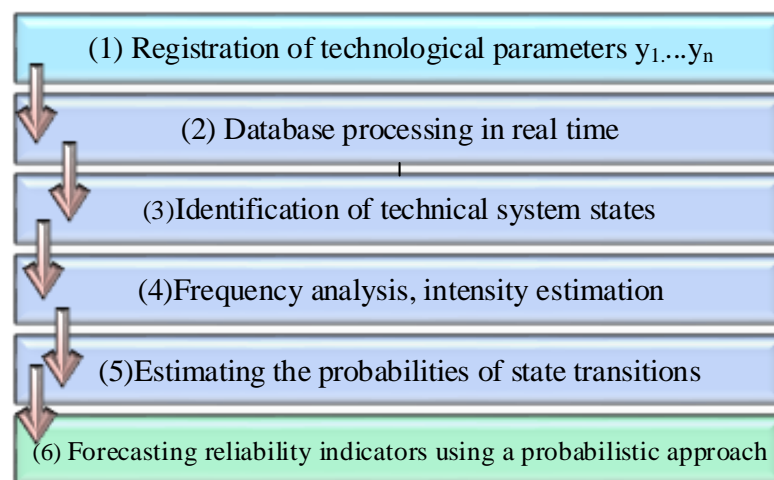 (1) Registration of technological parameters y1....yn
(2) Database processing in real time
(3)Identification of technical system states
(4)Frequency analysis, intensity estimation
(5)Estimating the probabilities of state transitions
(6) Forecasting reliability indicators using a probabilistic approach